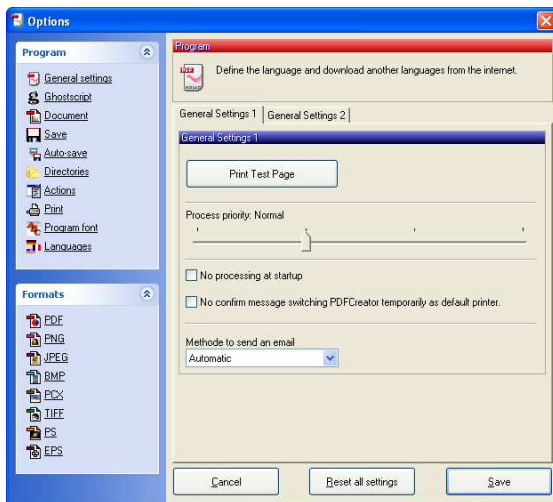 Options
Program
General settings
Ghostscript
Document
Save
Auto-save
Directories
Actions
Print
Program font
Languages
Formats
PDF
PNG
JPEG
BMP
PCX
TIFF
PS
EPS
Program
Define the language and download another languages from the internet.
General Settings 1
General Settings 2
General Settings 1
Print Test Page
Process priority: Normal
No processing at startup
No confirm message switching PDFCreator temporarily as default printer.
Methode to send an email
Automatic
Cancel
Reset all settings
Save